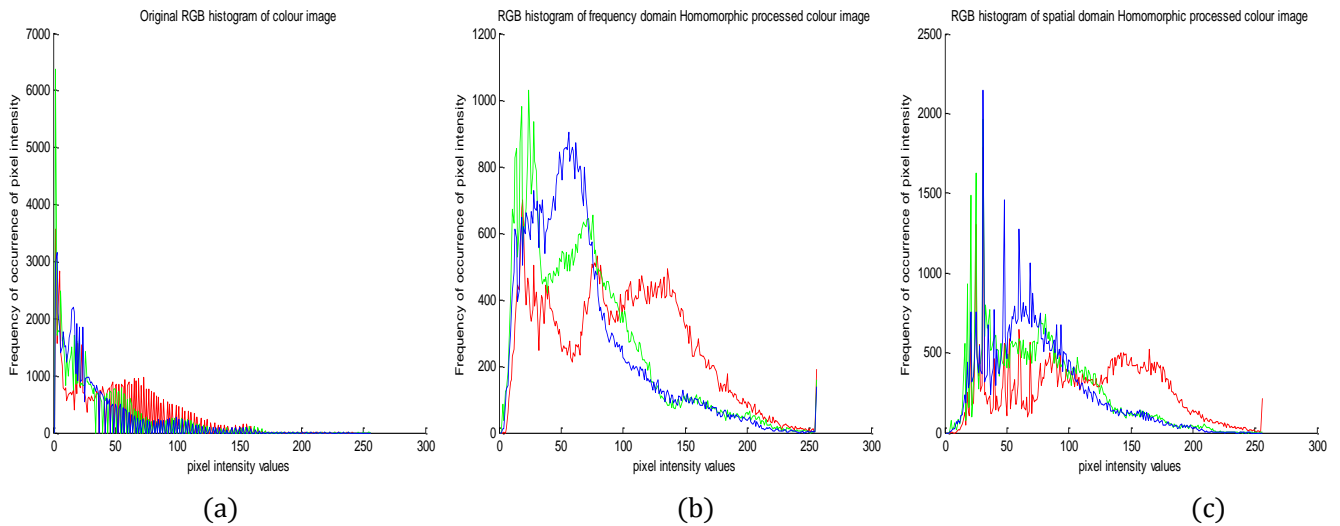 Original RGB histogram of colour image
7000
6000
5000
4000
3000
2000
1000
0
0 50 100 150 200 250 300
Frequency of occurrence of pixel intensity
pixel intensity values
(a)
RGB histogram of frequency domain Homomorphic processed colour image
1200
1000
800
600
400
200
0
0 50 100 150 200 250 300
Frequency of occurrence of pixel intensity
pixel intensity values
(b)
RGB histogram of spatial domain Homomorphic processed colour image
2500
2000
1500
1000
500
0
0 50 100 150 200 250 300
Frequency of occurrence of pixel intensity
pixel intensity values
(c)